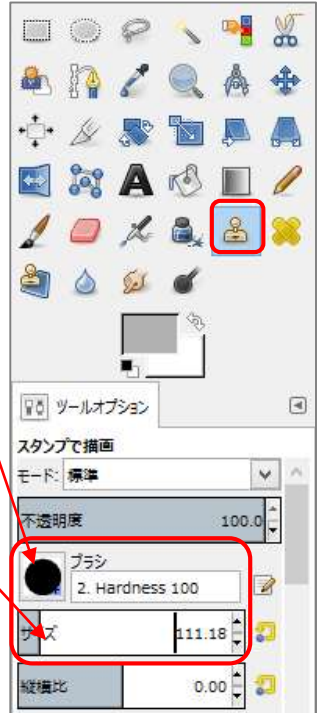 ツールオプション
スタンプで描画
モード: 標準
不透明度 100.0
ブラシ
2. Hardness 100
サイズ 111.18
縦横比 0.00